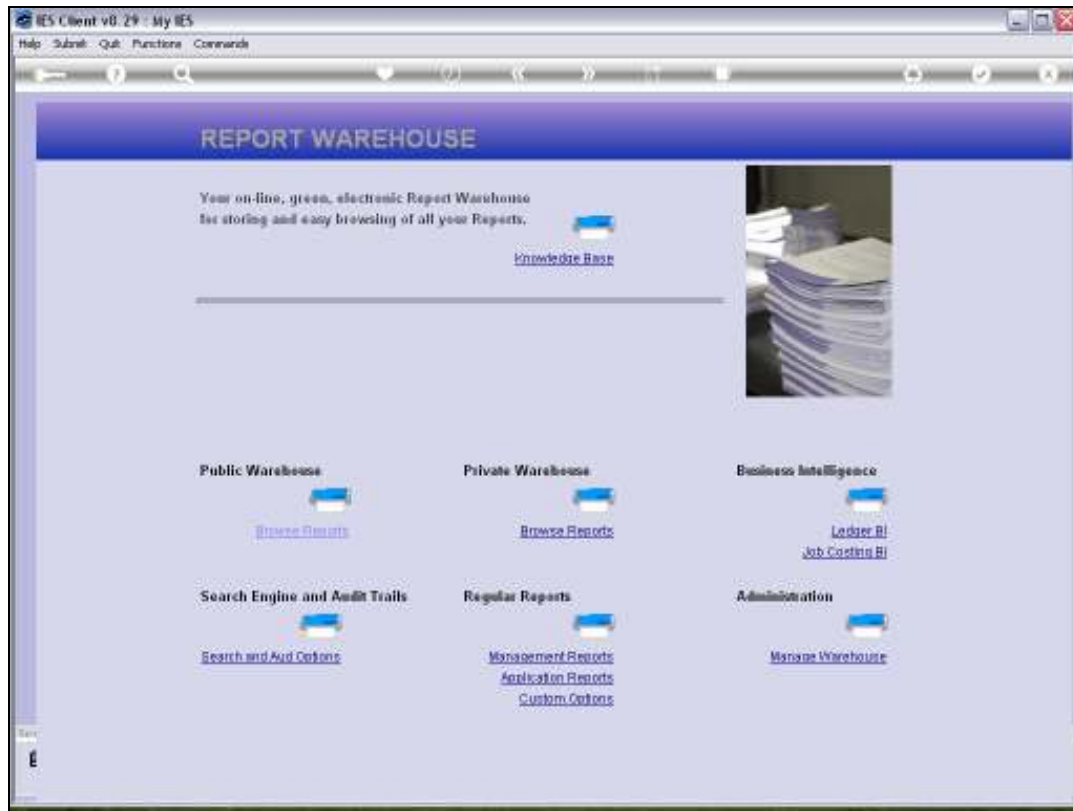 IES Client v8.29 : My IES
Help Submit Quit Functions Commands
REPORT WAREHOUSE
Your on-line, green, electronic Report Warehouse
for storing and easy browsing of all your Reports.
Knowledge Base
Public Warehouse Private Warehouse Business Intelligence
Browse Reports Browse Reports Ledger BI
Job Costing BI
Search Engine and Audit Trails Regular Reports Administration
Search and Aud Options Management Reports Manage Warehouse
Application Reports
Custom Options